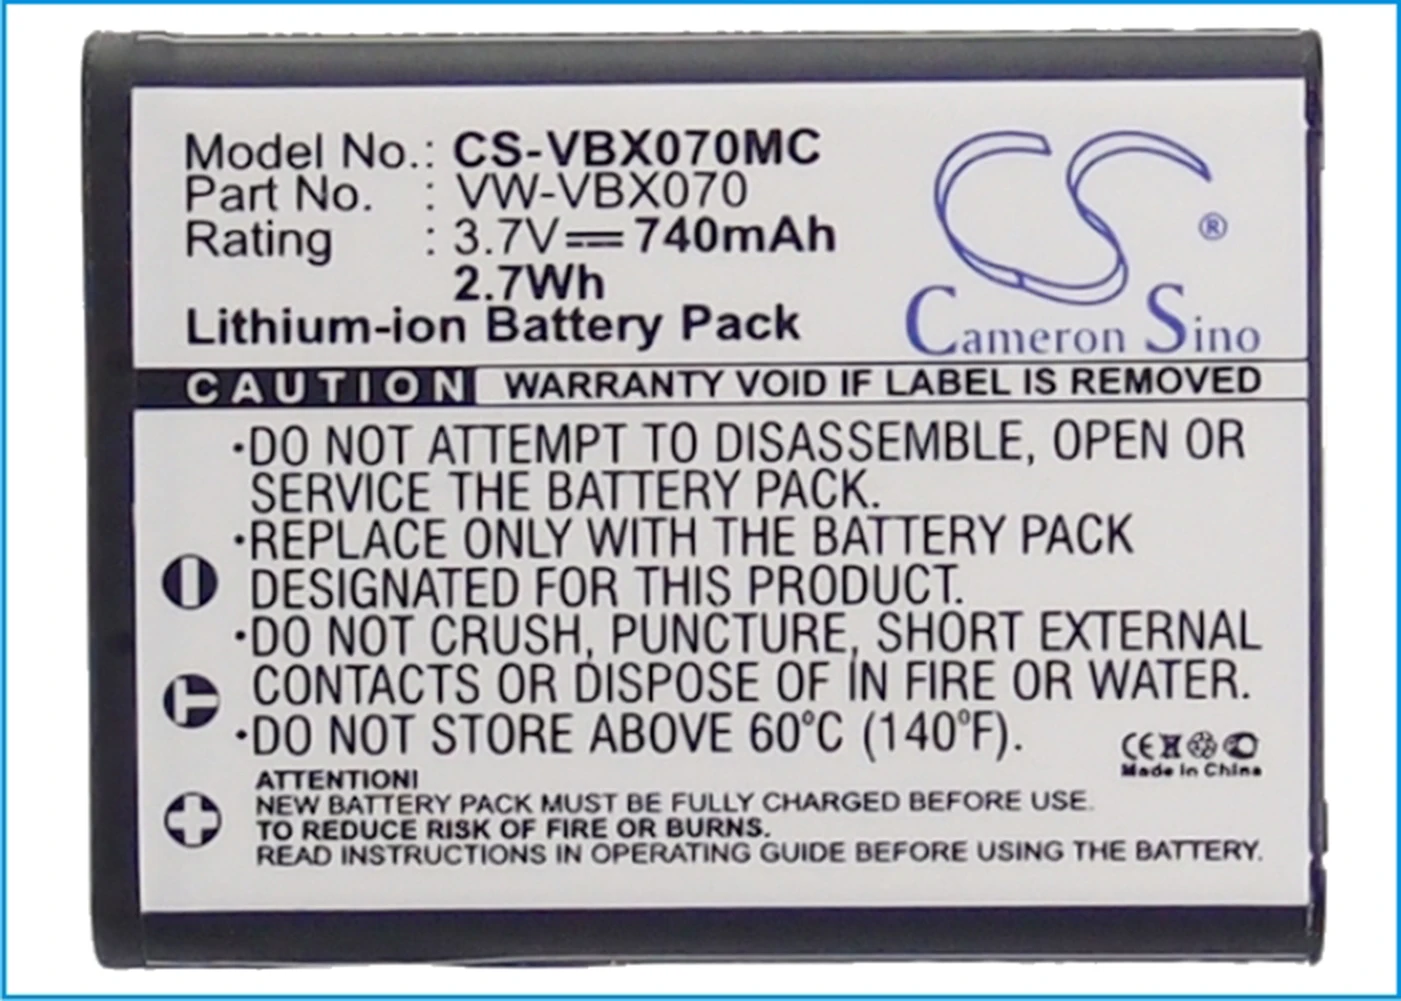 Model No.: CS-VBX070MC
Part No. : VW-VBX070
Rating : 3.7V 740mAh
2.7Wh
Lithium-ion Battery Pack
CS ®
Cameron Sino
CAUTION WARRANTY VOID IF LABEL IS REMOVED
·DO NOT ATTEMPT TO DISASSEMBLE, OPEN OR
SERVICE THE BATTERY PACK.
·REPLACE ONLY WITH THE BATTERY PACK
DESIGNATED FOR THIS PRODUCT.
·DO NOT CRUSH, PUNCTURE, SHORT EXTERNAL
CONTACTS OR DISPOSE OF IN FIRE OR WATER.
·DO NOT STORE ABOVE 60°C (140°F).
CE
Made in China
ATTENTION!
NEW BATTERY PACK MUST BE FULLY CHARGED BEFORE USE.
TO REDUCE RISK OF FIRE OR BURNS.
READ INSTRUCTIONS IN OPERATING GUIDE BEFORE USING THE BATTERY.
T